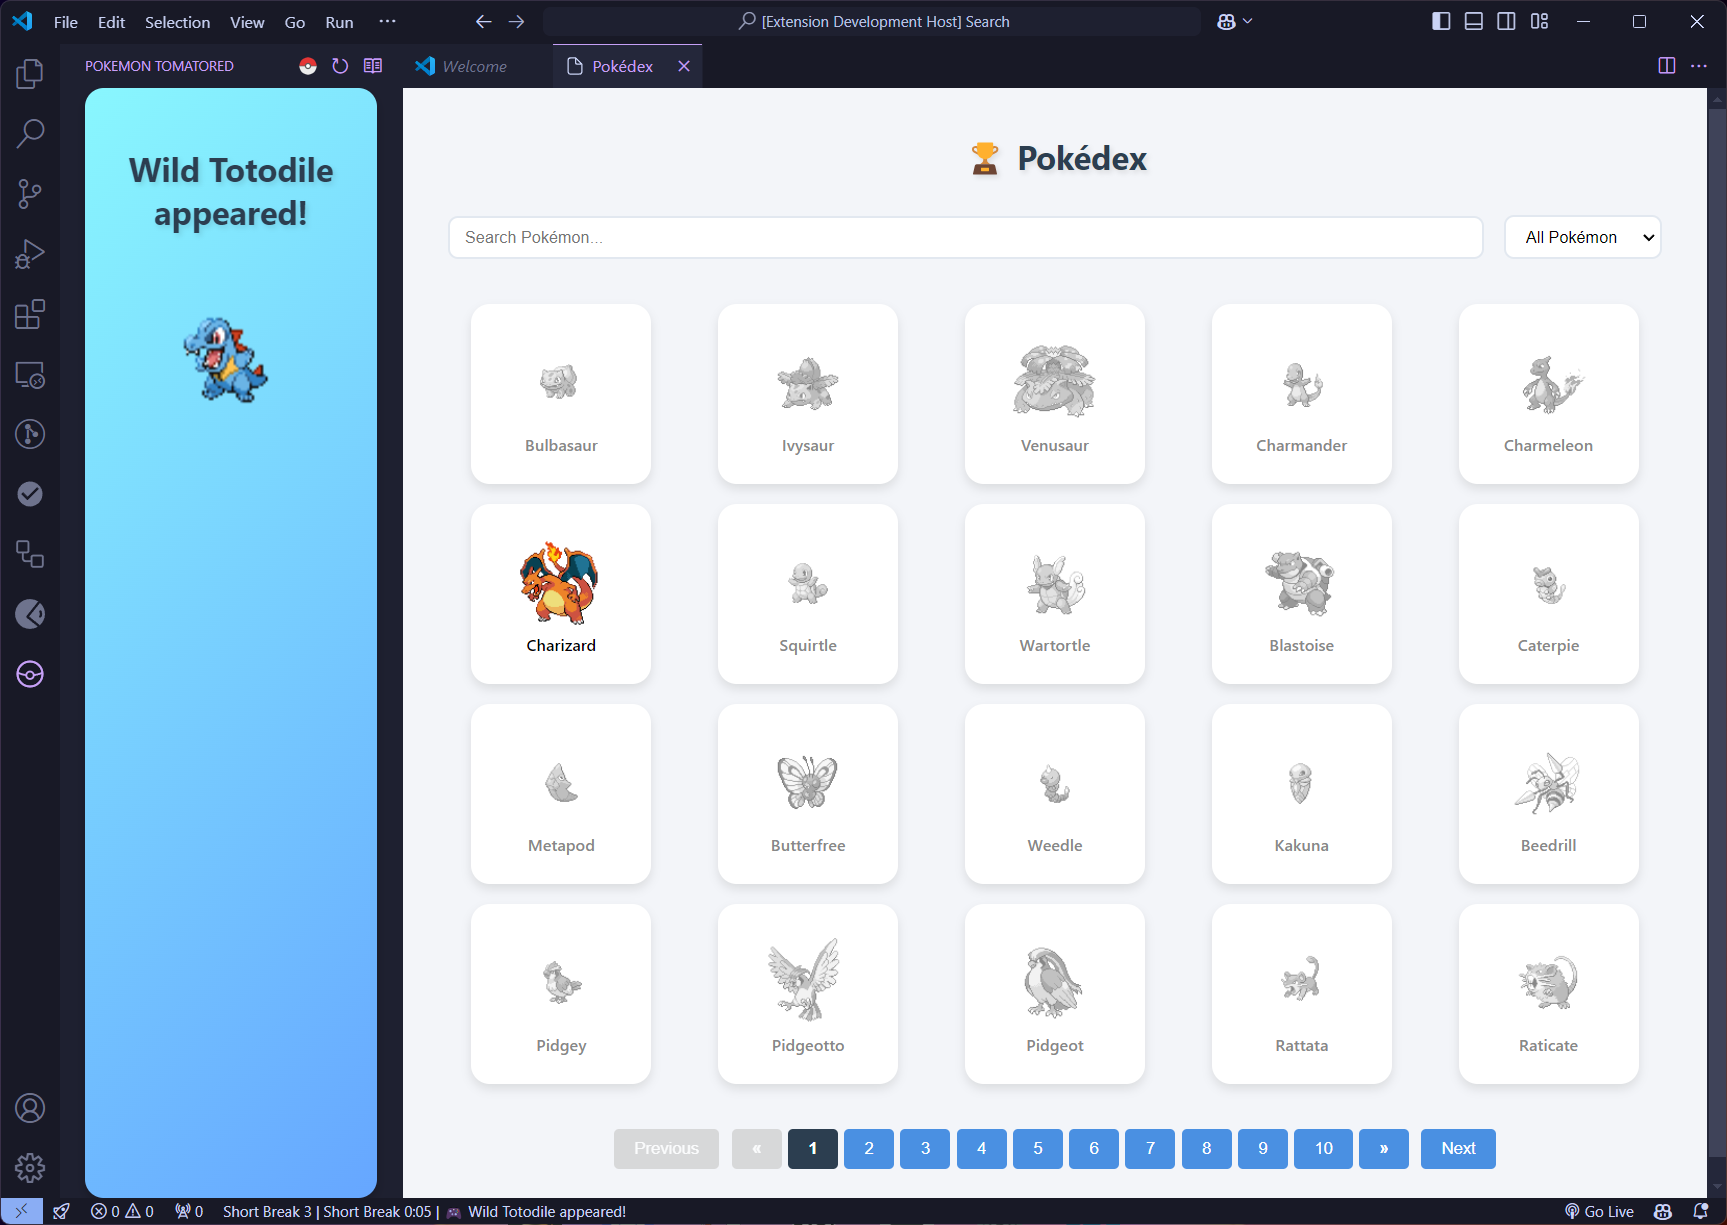 File Edit Selection View Go Run ···
[Extension Development Host] Search
POKEMON TOMATORED
Welcome
Pokédex
Wild Totodile
appeared!
Pokédex
Search Pokémon...
All Pokémon
Bulbasaur
Ivysaur
Venusaur
Charmander
Charmeleon
Charizard
Squirtle
Wartortle
Blastoise
Caterpie
Metapod
Butterfree
Weedle
Kakuna
Beedrill
Pidgey
Pidgeotto
Pidgeot
Rattata
Raticate
Previous « 1 2 3 4 5 6 7 8 9 10 » Next
0 0 0 Short Break 3 | Short Break 0:05 | 🎮 Wild Totodile appeared! Go Live